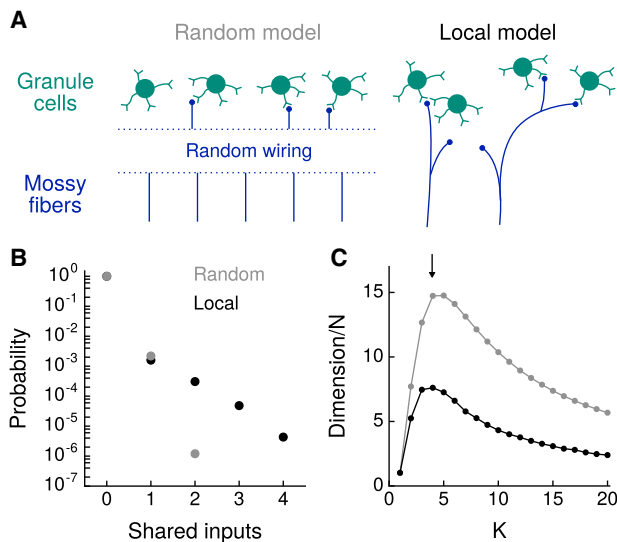 A
Random model
Local model
Granule
cells
Random wiring
Mossy
fibers
B
Random
Local
Probability
10^0
10^-1
10^-2
10^-3
10^-4
10^-5
10^-6
10^-7
0 1 2 3 4
Shared inputs
C
Dimension/N
15
10
5
0
0 5 10 15 20
K